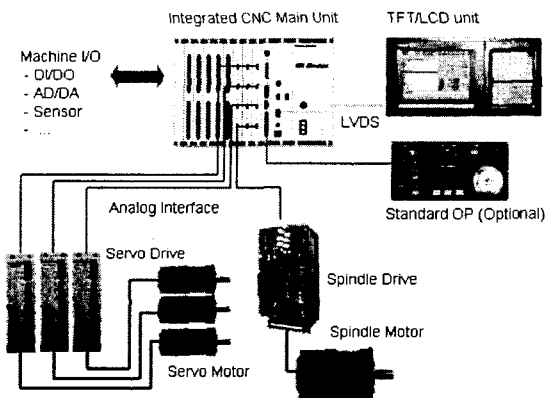 Integrated CNC Main Unit
TFT/LCD unit
Machine I/O
- DI/DO
- AD/DA
- Sensor
- ...
LVDS
Standard OP (Optional)
Analog Interface
Servo Drive
Spindle Drive
Spindle Motor
Servo Motor